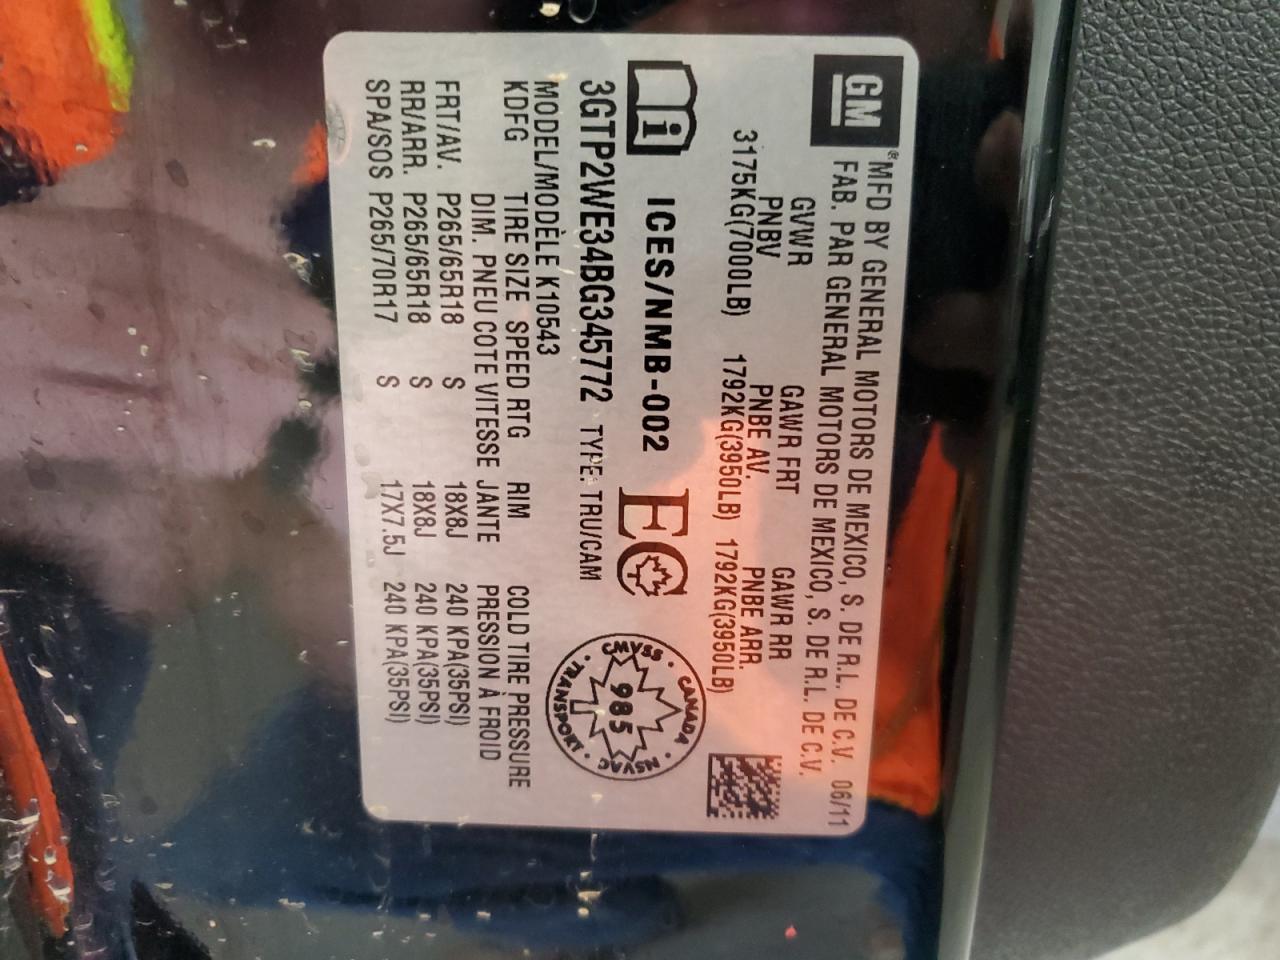 GM
®
MFD BY GENERAL MOTORS DE MEXICO, S. DE R.L. DE C.V. 06/11
FAB. PAR GENERAL MOTORS DE MEXICO, S. DE R.L. DE C.V.
GVWR GAWR FRT GAWR RR
PNBV PNBE AV. PNBE ARR.
3175KG(7000LB) 1792KG(3950LB) 1792KG(3950LB)
i ICES/NMB-002 EC
CANADA · NSVAC · TRANSPORT · CMVSS ·
985
3GTP2WE34BG345772 TYPE: TRU/CAM
MODEL/MODÈLE K10543
KDFG TIRE SIZE SPEED RTG RIM COLD TIRE PRESSURE
DIM. PNEU COTE VITESSE JANTE PRESSION À FROID
FRT/AV. P265/65R18 S 18X8J 240 KPA(35PSI)
RR/ARR. P265/65R18 S 18X8J 240 KPA(35PSI)
SPA/SOS P265/70R17 S 17X7.5J 240 KPA(35PSI)